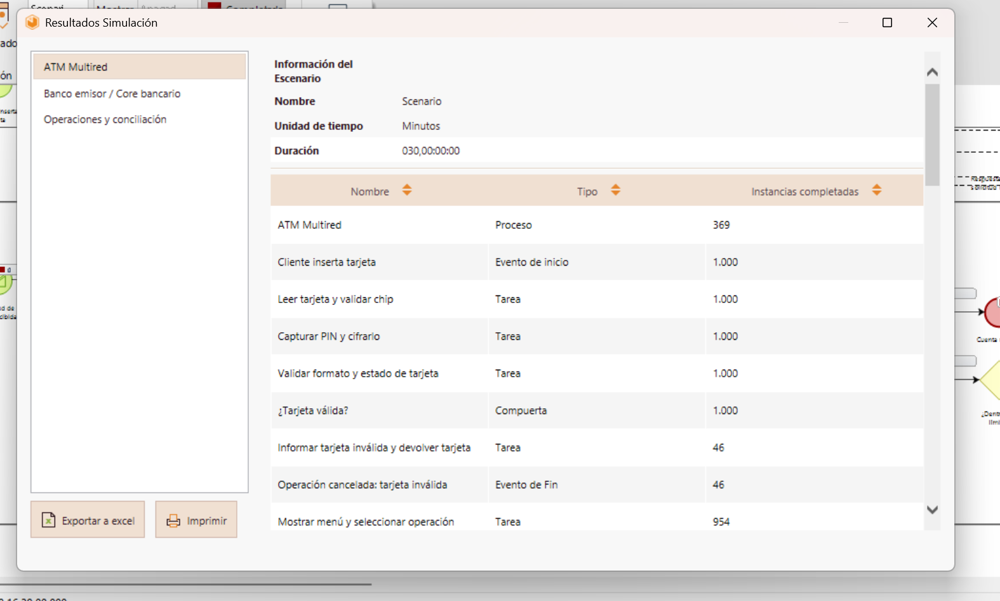 Resultados Simulación
ATM Multired
Banco emisor / Core bancario
Operaciones y conciliación
Exportar a excel
Imprimir
Información del
Escenario
Nombre Scenario
Unidad de tiempo Minutos
Duración 030,00:00:00
Nombre Tipo Instancias completadas
ATM Multired Proceso 369
Cliente inserta tarjeta Evento de inicio 1.000
Leer tarjeta y validar chip Tarea 1.000
Capturar PIN y cifrarlo Tarea 1.000
Validar formato y estado de tarjeta Tarea 1.000
¿Tarjeta válida? Compuerta 1.000
Informar tarjeta inválida y devolver tarjeta Tarea 46
Operación cancelada: tarjeta inválida Evento de Fin 46
Mostrar menú y seleccionar operación Tarea 954
Cuenta